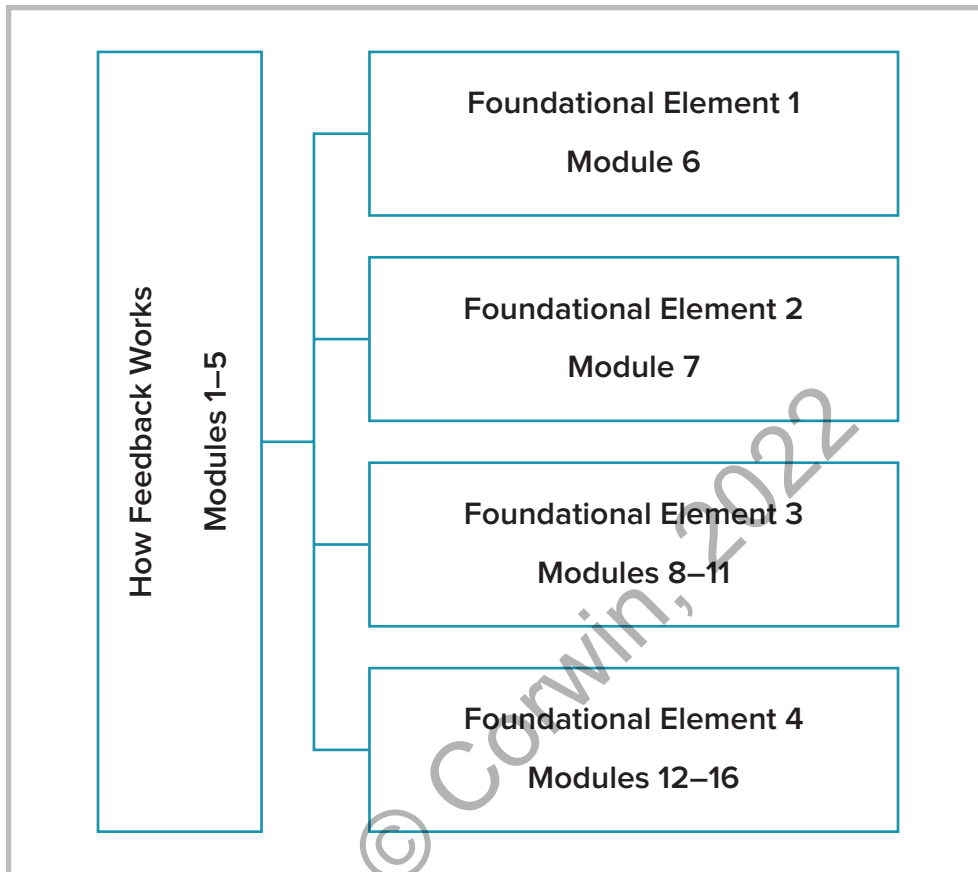 How Feedback Works
Modules 1–5
Foundational Element 1
Module 6
Foundational Element 2
Module 7
Foundational Element 3
Modules 8–11
Foundational Element 4
Modules 12–16
© Corwin, 2022